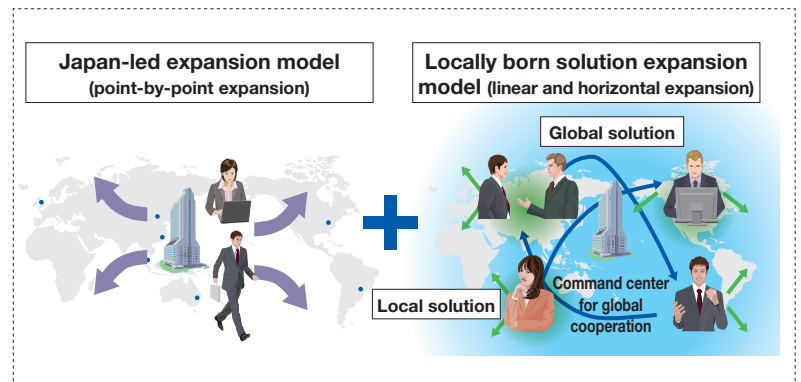 Japan-led expansion model
(point-by-point expansion)
Locally born solution expansion
model (linear and horizontal expansion)
Global solution
Local solution
Command center
for global
cooperation